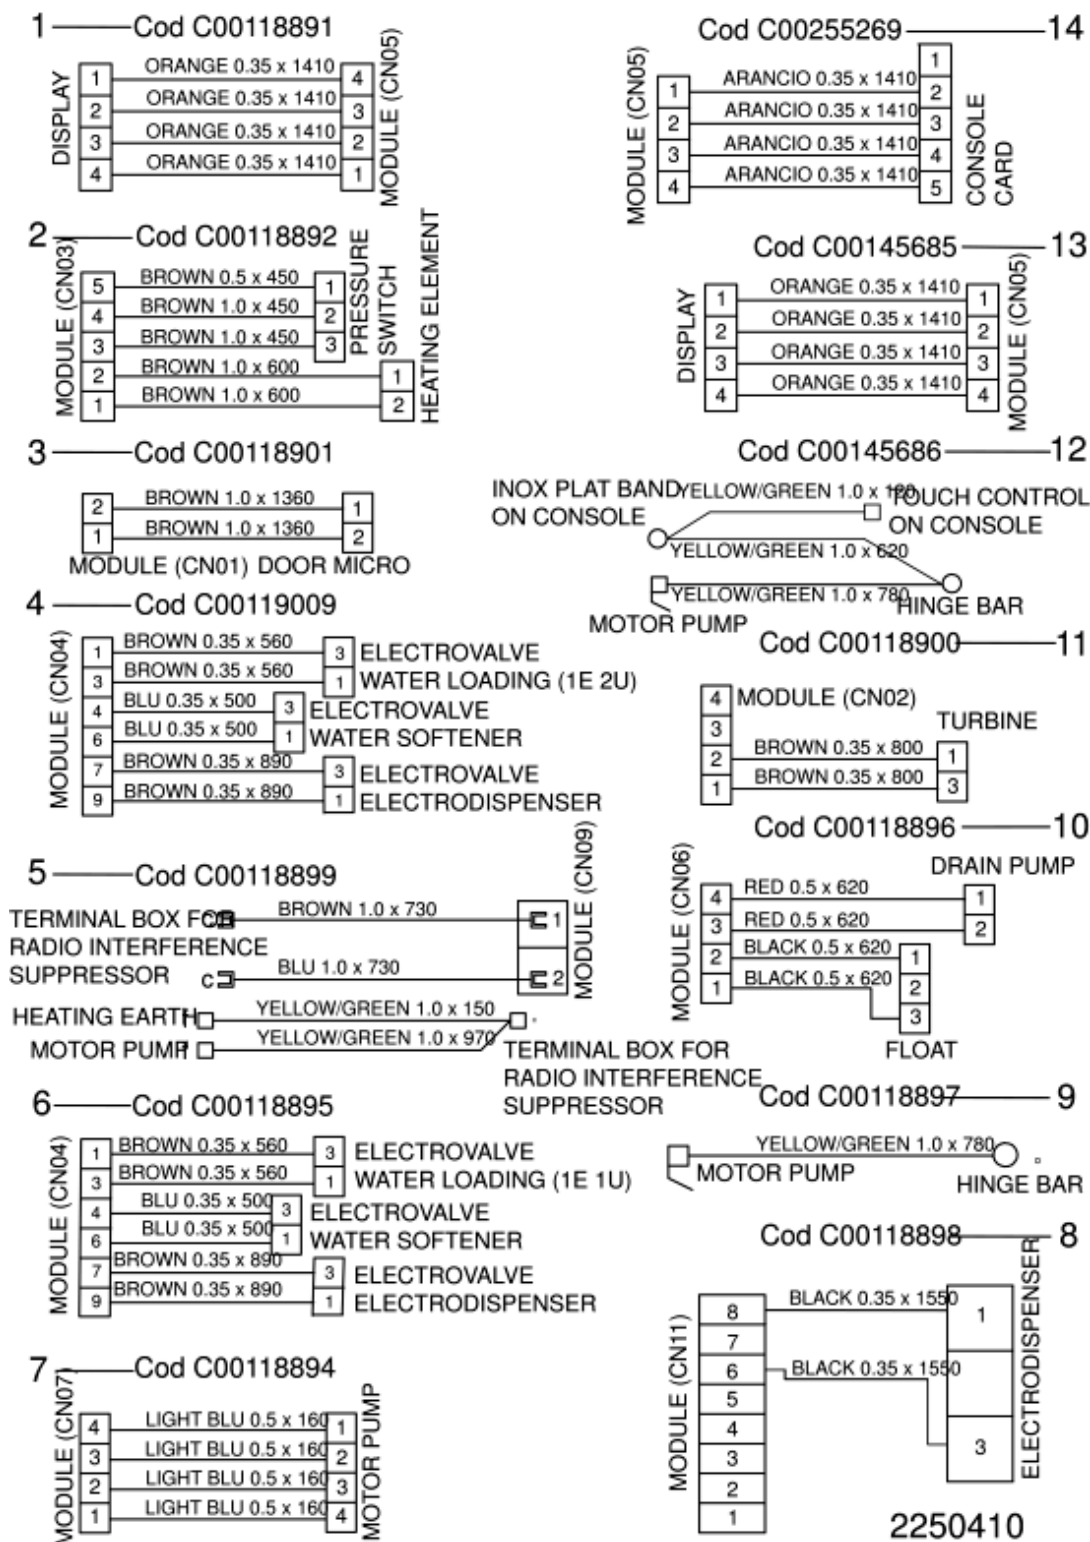 1 Cod C00118891
DISPLAY
1 ORANGE 0.35 x 1410 4
2 ORANGE 0.35 x 1410 3
3 ORANGE 0.35 x 1410 2
4 ORANGE 0.35 x 1410 1
MODULE (CN05)
2 Cod C00118892
MODULE (CN03)
5 BROWN 0.5 x 450 1
4 BROWN 1.0 x 450 2
3 BROWN 1.0 x 450 3
2 BROWN 1.0 x 600 1
1 BROWN 1.0 x 600 2
PRESSURE
SWITCH
HEATING ELEMENT
3 Cod C00118901
2 BROWN 1.0 x 1360 1
1 BROWN 1.0 x 1360 2
MODULE (CN01) DOOR MICRO
4 Cod C00119009
MODULE (CN04)
1 BROWN 0.35 x 560 3 ELECTROVALVE
3 BROWN 0.35 x 560 1 WATER LOADING (1E 2U)
4 BLU 0.35 x 500 3 ELECTROVALVE
6 BLU 0.35 x 500 1 WATER SOFTENER
7 BROWN 0.35 x 890 3 ELECTROVALVE
9 BROWN 0.35 x 890 1 ELECTRODISPENSER
5 Cod C00118899
TERMINAL BOX FOR
RADIO INTERFERENCE
SUPPRESSOR
BROWN 1.0 x 730 1
BLU 1.0 x 730 2
MODULE (CN09)
HEATING EARTH YELLOW/GREEN 1.0 x 150
MOTOR PUMP YELLOW/GREEN 1.0 x 970
TERMINAL BOX FOR
RADIO INTERFERENCE
SUPPRESSOR
6 Cod C00118895
MODULE (CN04)
1 BROWN 0.35 x 560 3 ELECTROVALVE
3 BROWN 0.35 x 560 1 WATER LOADING (1E 1U)
4 BLU 0.35 x 500 3 ELECTROVALVE
6 BLU 0.35 x 500 1 WATER SOFTENER
7 BROWN 0.35 x 890 3 ELECTROVALVE
9 BROWN 0.35 x 890 1 ELECTRODISPENSER
7 Cod C00118894
MODULE (CN07)
4 LIGHT BLU 0.5 x 160 1
3 LIGHT BLU 0.5 x 160 2
2 LIGHT BLU 0.5 x 160 3
1 LIGHT BLU 0.5 x 160 4
MOTOR PUMP
Cod C00255269 14
MODULE (CN05)
1
1 ARANCIO 0.35 x 1410 2
2 ARANCIO 0.35 x 1410 3
3 ARANCIO 0.35 x 1410 4
4 ARANCIO 0.35 x 1410 5
CONSOLE
CARD
Cod C00145685 13
DISPLAY
1 ORANGE 0.35 x 1410 1
2 ORANGE 0.35 x 1410 2
3 ORANGE 0.35 x 1410 3
4 ORANGE 0.35 x 1410 4
MODULE (CN05)
Cod C00145686 12
INOX PLAT BAND
ON CONSOLE
YELLOW/GREEN 1.0 x
TOUCH CONTROL
ON CONSOLE
YELLOW/GREEN 1.0 x 620
YELLOW/GREEN 1.0 x 780
MOTOR PUMP
HINGE BAR
Cod C00118900 11
4 MODULE (CN02)
3 TURBINE
2 BROWN 0.35 x 800 1
1 BROWN 0.35 x 800 3
Cod C00118896 10
DRAIN PUMP
MODULE (CN06)
4 RED 0.5 x 620 1
3 RED 0.5 x 620 2
2 BLACK 0.5 x 620 1
2
1 BLACK 0.5 x 620 3
FLOAT
Cod C00118897 9
YELLOW/GREEN 1.0 x 780
MOTOR PUMP
HINGE BAR
Cod C00118898 8
MODULE (CN11)
8 BLACK 0.35 x 1550 1
7
6 BLACK 0.35 x 1550 3
5
4
3
2
1
ELECTRODISPENSER
2250410